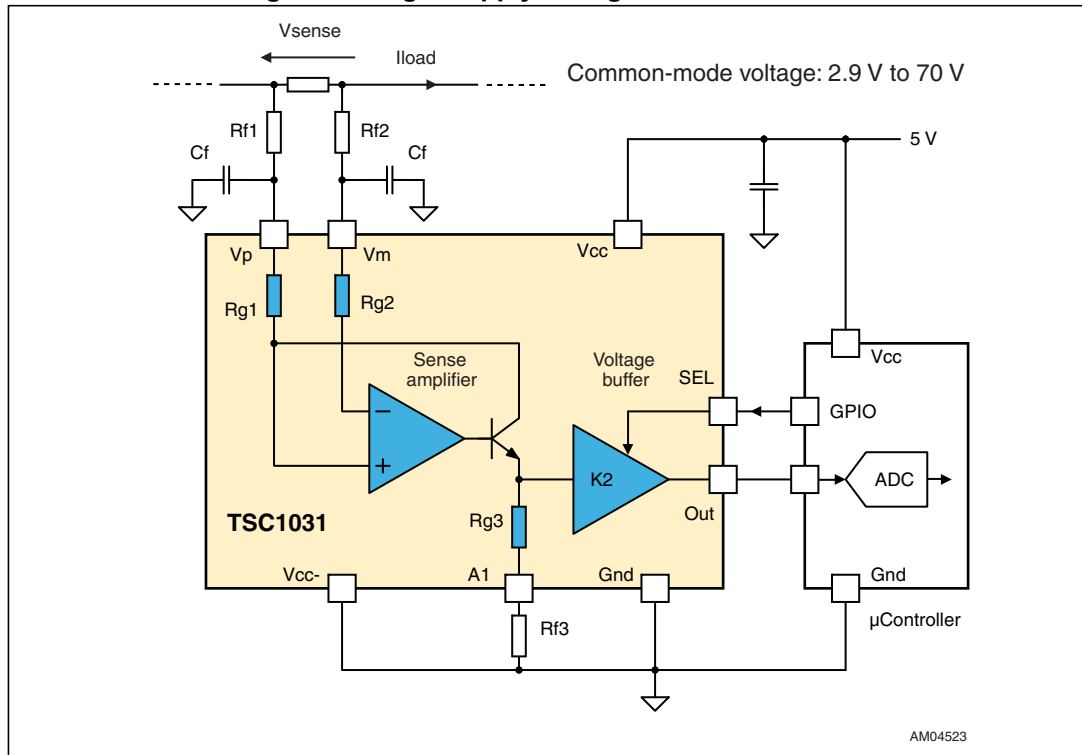 Vsense
Iload
Common-mode voltage: 2.9 V to 70 V
Rf1
Rf2
5 V
Cf
Cf
Vp
Vm
Vcc
Rg1
Rg2
Vcc
Sense
amplifier
Voltage
buffer
SEL
GPIO
K2
ADC
Out
TSC1031
Rg3
Vcc-
A1
Gnd
Gnd
Rf3
µController
AM04523